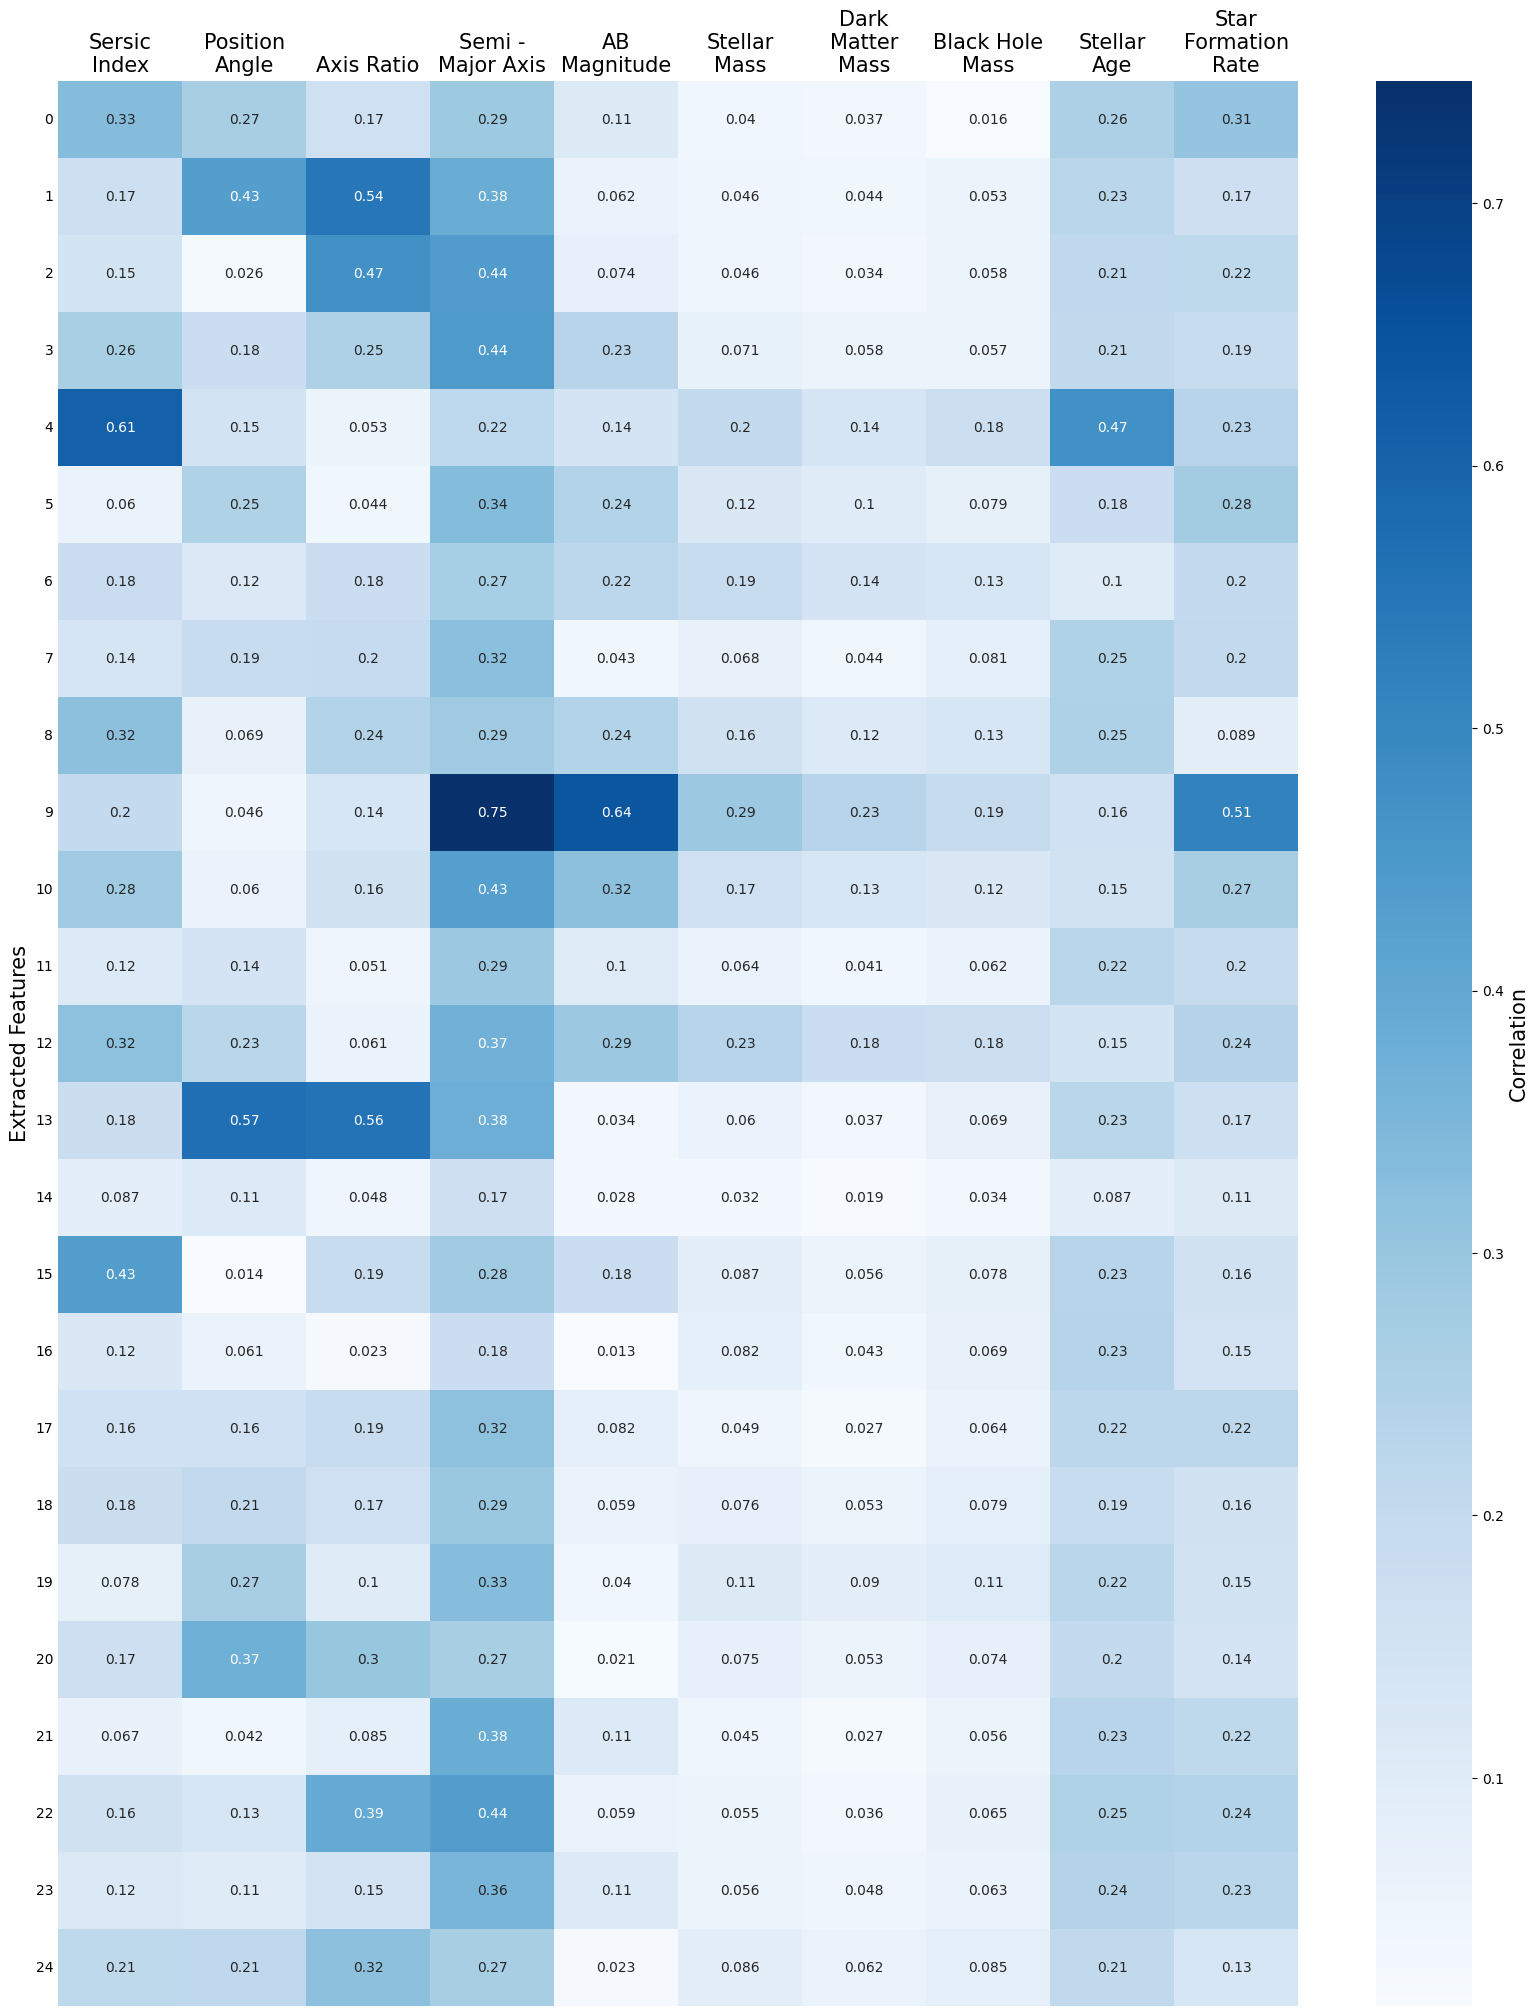 Sersic
Index
Position
Angle
Axis Ratio
Semi -
Major Axis
AB
Magnitude
Stellar
Mass
Dark
Matter
Mass
Black Hole
Mass
Stellar
Age
Star
Formation
Rate
0 0.33 0.27 0.17 0.29 0.11 0.04 0.037 0.016 0.26 0.31
1 0.17 0.43 0.54 0.38 0.062 0.046 0.044 0.053 0.23 0.17
2 0.15 0.026 0.47 0.44 0.074 0.046 0.034 0.058 0.21 0.22
3 0.26 0.18 0.25 0.44 0.23 0.071 0.058 0.057 0.21 0.19
4 0.61 0.15 0.053 0.22 0.14 0.2 0.14 0.18 0.47 0.23
5 0.06 0.25 0.044 0.34 0.24 0.12 0.1 0.079 0.18 0.28
6 0.18 0.12 0.18 0.27 0.22 0.19 0.14 0.13 0.1 0.2
7 0.14 0.19 0.2 0.32 0.043 0.068 0.044 0.081 0.25 0.2
8 0.32 0.069 0.24 0.29 0.24 0.16 0.12 0.13 0.25 0.089
9 0.2 0.046 0.14 0.75 0.64 0.29 0.23 0.19 0.16 0.51
10 0.28 0.06 0.16 0.43 0.32 0.17 0.13 0.12 0.15 0.27
11 0.12 0.14 0.051 0.29 0.1 0.064 0.041 0.062 0.22 0.2
12 0.32 0.23 0.061 0.37 0.29 0.23 0.18 0.18 0.15 0.24
13 0.18 0.57 0.56 0.38 0.034 0.06 0.037 0.069 0.23 0.17
14 0.087 0.11 0.048 0.17 0.028 0.032 0.019 0.034 0.087 0.11
15 0.43 0.014 0.19 0.28 0.18 0.087 0.056 0.078 0.23 0.16
16 0.12 0.061 0.023 0.18 0.013 0.082 0.043 0.069 0.23 0.15
17 0.16 0.16 0.19 0.32 0.082 0.049 0.027 0.064 0.22 0.22
18 0.18 0.21 0.17 0.29 0.059 0.076 0.053 0.079 0.19 0.16
19 0.078 0.27 0.1 0.33 0.04 0.11 0.09 0.11 0.22 0.15
20 0.17 0.37 0.3 0.27 0.021 0.075 0.053 0.074 0.2 0.14
21 0.067 0.042 0.085 0.38 0.11 0.045 0.027 0.056 0.23 0.22
22 0.16 0.13 0.39 0.44 0.059 0.055 0.036 0.065 0.25 0.24
23 0.12 0.11 0.15 0.36 0.11 0.056 0.048 0.063 0.24 0.23
24 0.21 0.21 0.32 0.27 0.023 0.086 0.062 0.085 0.21 0.13
Extracted Features
0.7
0.6
0.5
0.4
0.3
0.2
0.1
Correlation